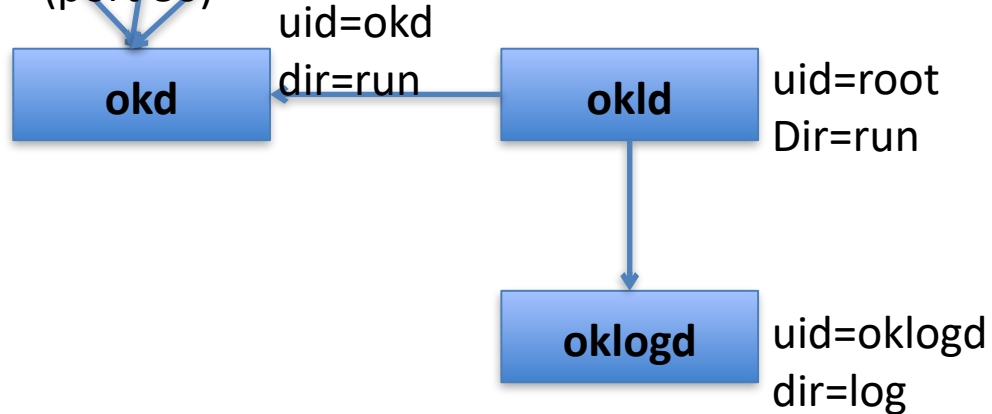 uid=okd
okd
dir=run
okld
uid=root
Dir=run
oklogd
uid=oklogd
dir=log